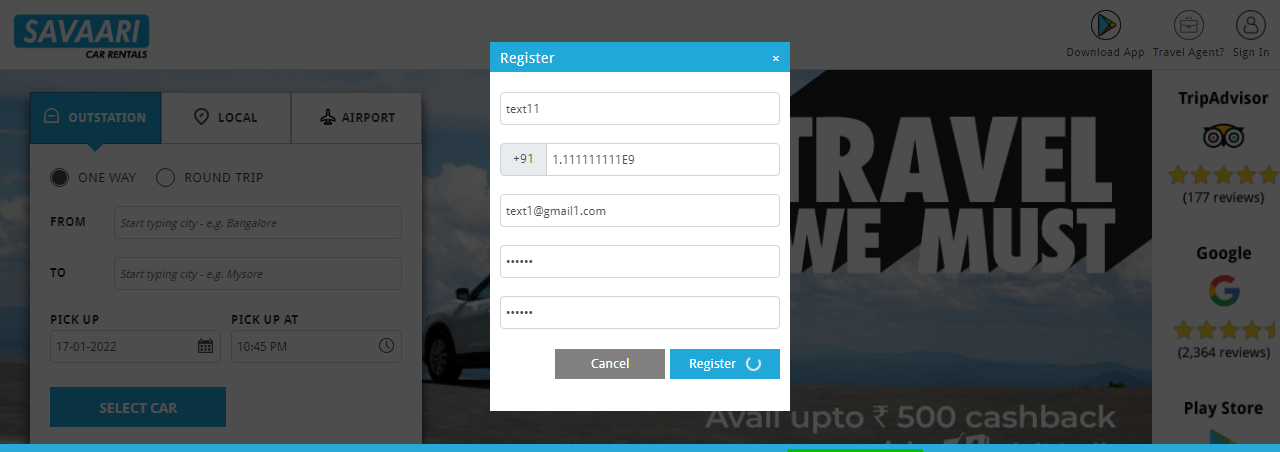 SAVAARI
CAR RENTALS
Download App
Travel Agent?
Sign In
Register ×
text11
+91 1.111111111E9
text1@gmail1.com
••••••
••••••
Cancel
Register
OUTSTATION
LOCAL
AIRPORT
ONE WAY
ROUND TRIP
FROM
Start typing city - e.g. Bangalore
TO
Start typing city - e.g. Mysore
PICK UP
PICK UP AT
17-01-2022
10:45 PM
SELECT CAR
TRAVEL
WE MUST
Avail upto ₹ 500 cashback
TripAdvisor
(177 reviews)
Google
(2,364 reviews)
Play Store